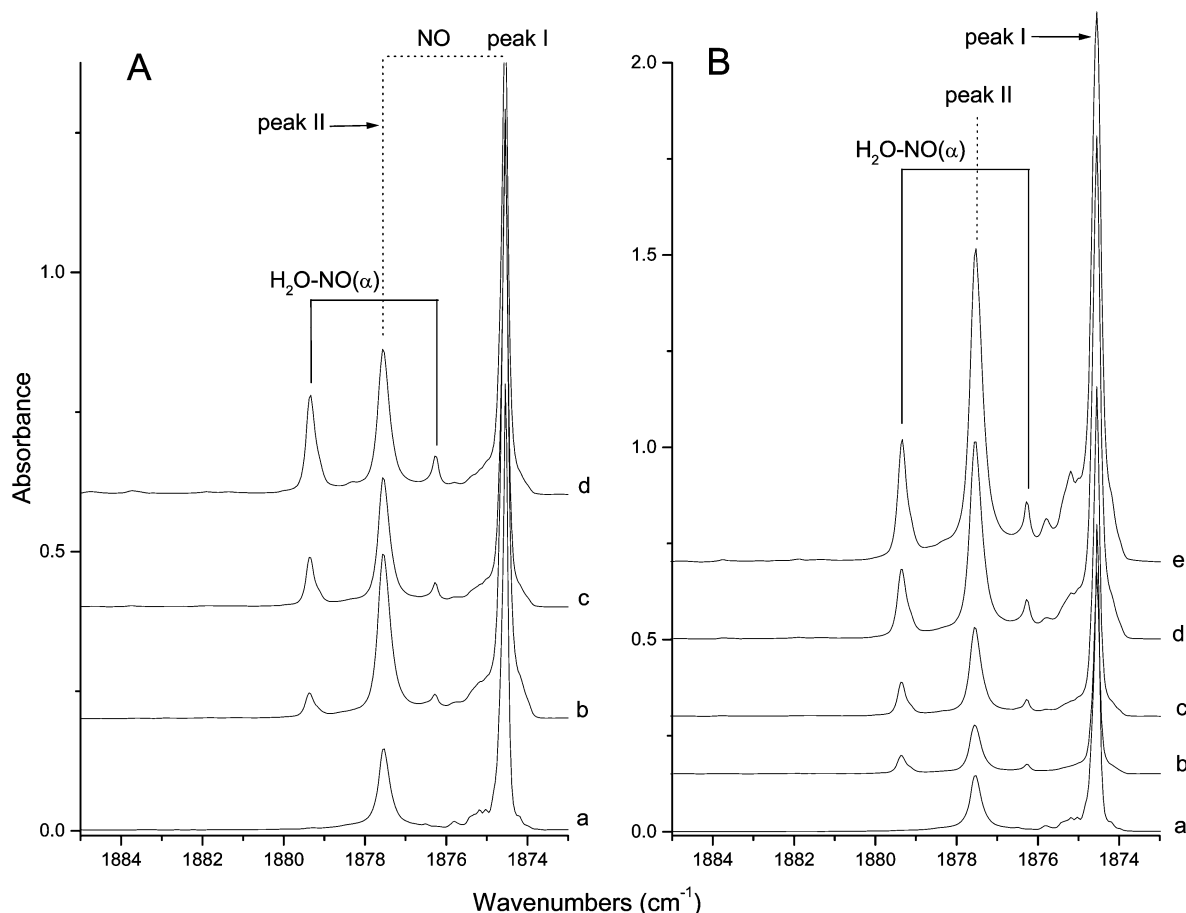 A
NO
peak I
peak II
H₂O-NO(α)
d
c
b
a
1.0
0.5
0.0
1884
1882
1880
1878
1876
1874
Absorbance
B
peak I
peak II
H₂O-NO(α)
e
d
c
b
a
2.0
1.5
1.0
0.5
0.0
1884
1882
1880
1878
1876
1874
Wavenumbers (cm⁻¹)